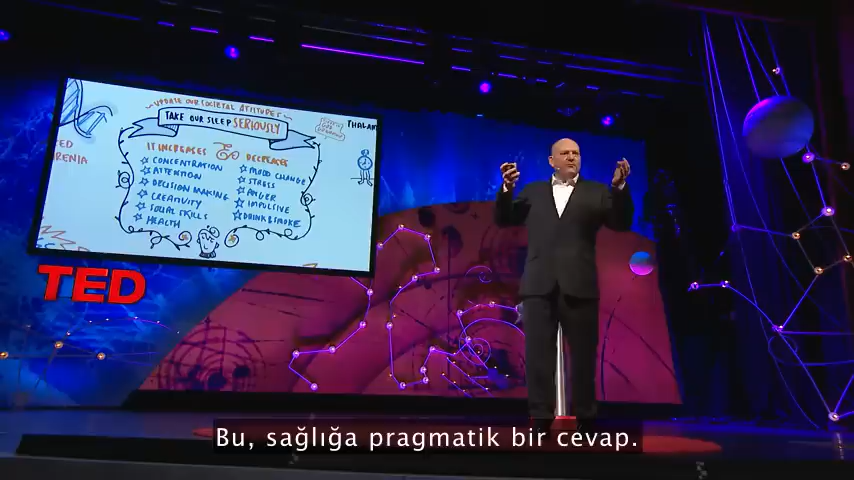 UPDATE OUR SOCIETAL ATTITUDES
TAKE OUR SLEEP SERIOUSLY
THALAM
IT INCREASES
DECREASES
CONCENTRATION
ATTENTION
DECISION MAKING
CREATIVITY
SOCIAL SKILLS
HEALTH
MOOD CHANGE
STRESS
ANGER
IMPULSIVE
DRINK & SMOKE
TED
Bu, sağlığa pragmatik bir cevap.